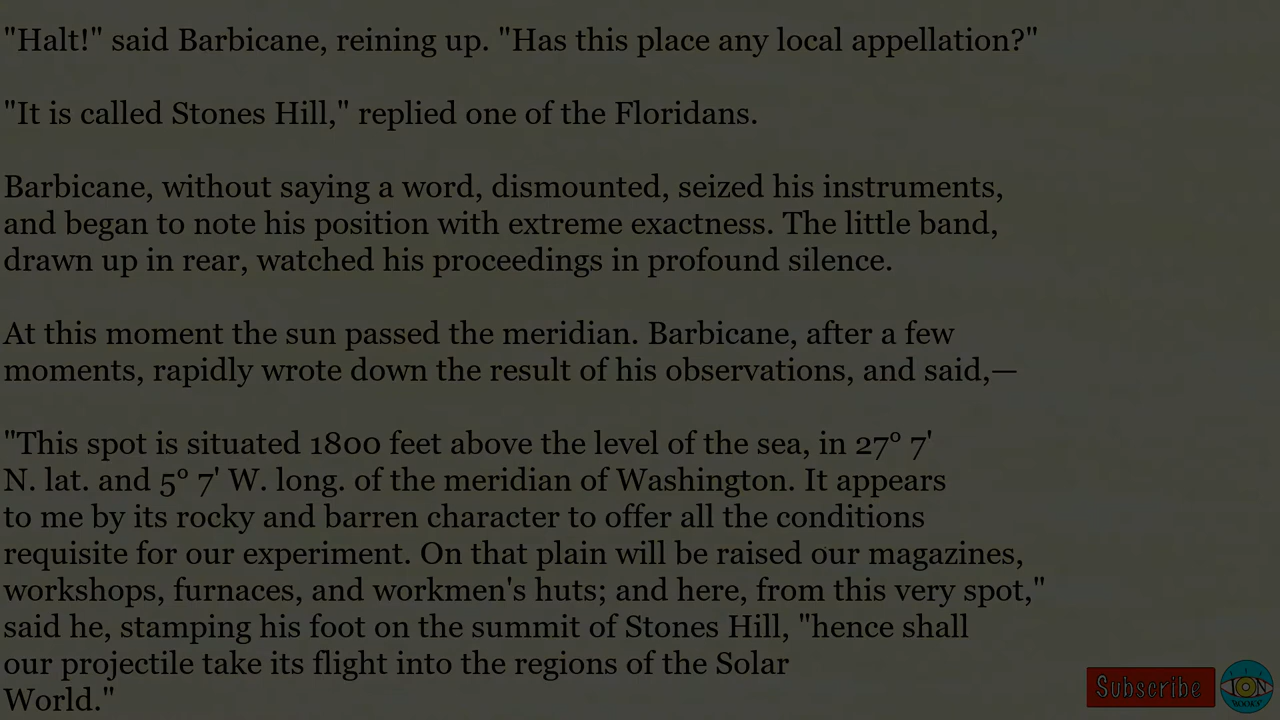 "Halt!" said Barbicane, reining up. "Has this place any local appellation?"
"It is called Stones Hill," replied one of the Floridans.
Barbicane, without saying a word, dismounted, seized his instruments,
and began to note his position with extreme exactness. The little band,
drawn up in rear, watched his proceedings in profound silence.
At this moment the sun passed the meridian. Barbicane, after a few
moments, rapidly wrote down the result of his observations, and said,—
"This spot is situated 1800 feet above the level of the sea, in 27° 7'
N. lat. and 5° 7' W. long. of the meridian of Washington. It appears
to me by its rocky and barren character to offer all the conditions
requisite for our experiment. On that plain will be raised our magazines,
workshops, furnaces, and workmen's huts; and here, from this very spot,"
said he, stamping his foot on the summit of Stones Hill, "hence shall
our projectile take its flight into the regions of the Solar
World."
Subscribe
ION
BOOKS